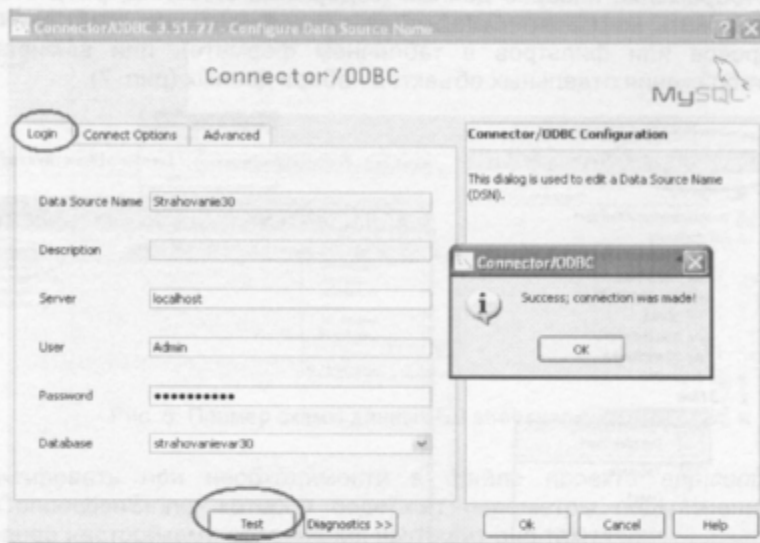 Connector/ODBC 3.51.27 - Configure Data Source Name
Connector/ODBC
MySQL
Login
Connect Options
Advanced
Data Source Name Strahovanie30
Description
Server localhost
User Admin
Password ••••••••••
Database strahovanievar30
Test
Diagnostics >>
Connector/ODBC Configuration
This dialog is used to edit a Data Source Name
(DSN).
Connector/ODBC
Success; connection was made!
OK
Ok
Cancel
Help